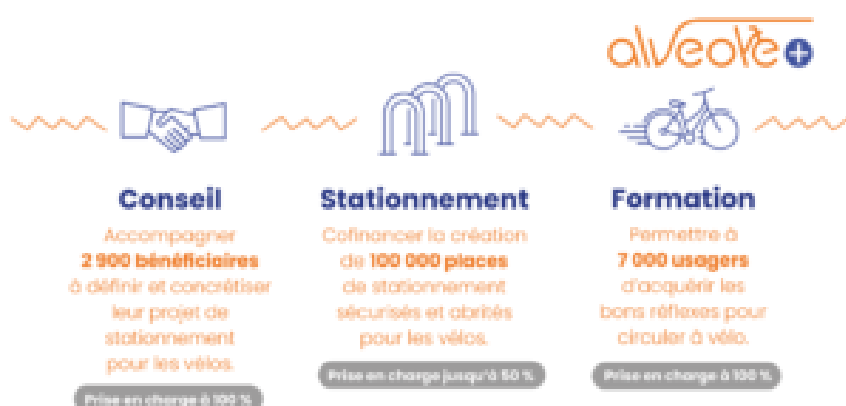 alvéole+
Conseil
Accompagner
2 900 bénéficiaires
à définir et concrétiser
leur projet de
stationnement
pour les vélos.
Prise en charge à 100 %
Stationnement
Cofinancer la création
de 100 000 places
de stationnement
sécurisés et abrités
pour les vélos.
Prise en charge jusqu'à 50 %
Formation
Permettre à
7 000 usagers
d'acquérir les
bons réflexes pour
circuler à vélo.
Prise en charge à 100 %